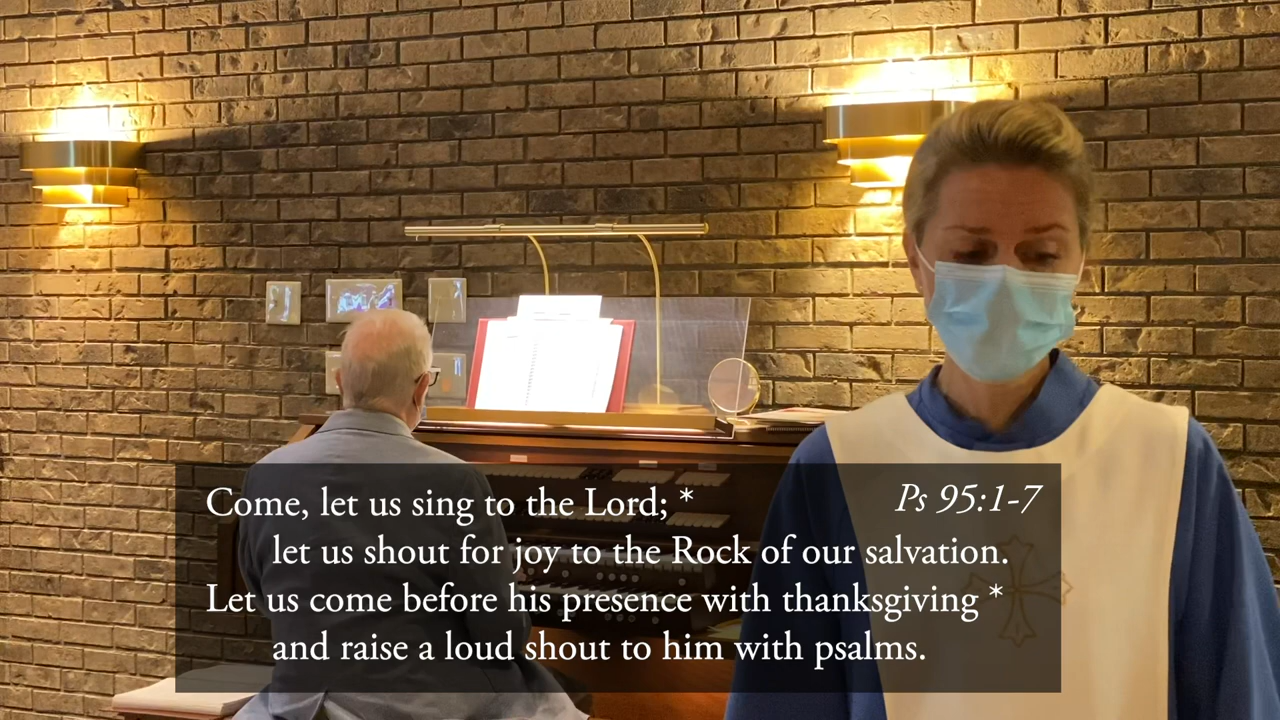 Come, let us sing to the Lord; *
Ps 95:1-7
let us shout for joy to the Rock of our salvation.
Let us come before his presence with thanksgiving *
and raise a loud shout to him with psalms.